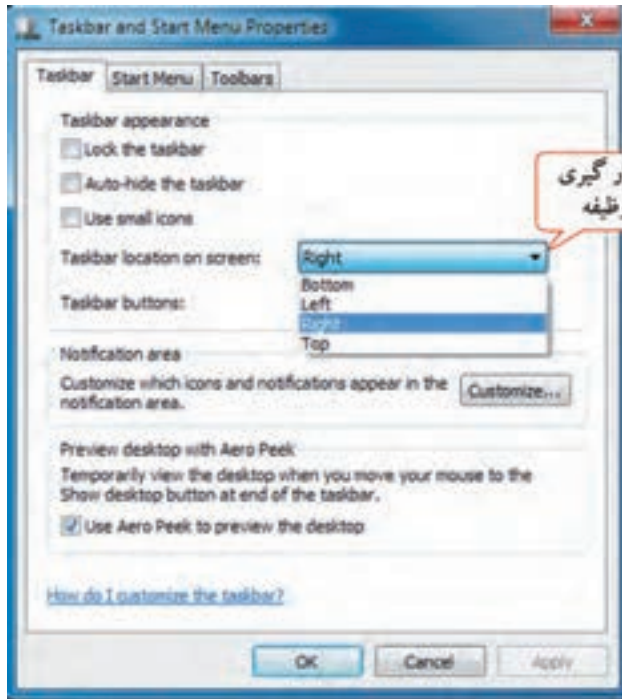 Taskbar and Start Menu Properties
Taskbar
Start Menu
Toolbars
Taskbar appearance
Lock the taskbar
Auto-hide the taskbar
Use small icons
گیری
Taskbar location on screen:
Right
Taskbar buttons:
Bottom
Left
Right
Top
Notification area
Customize which icons and notifications appear in the
notification area.
Customize...
Preview desktop with Aero Peek
Temporarily view the desktop when you move your mouse to the
Show desktop button at end of the taskbar.
Use Aero Peek to preview the desktop
How do I customize the taskbar?
OK
Cancel
Apply